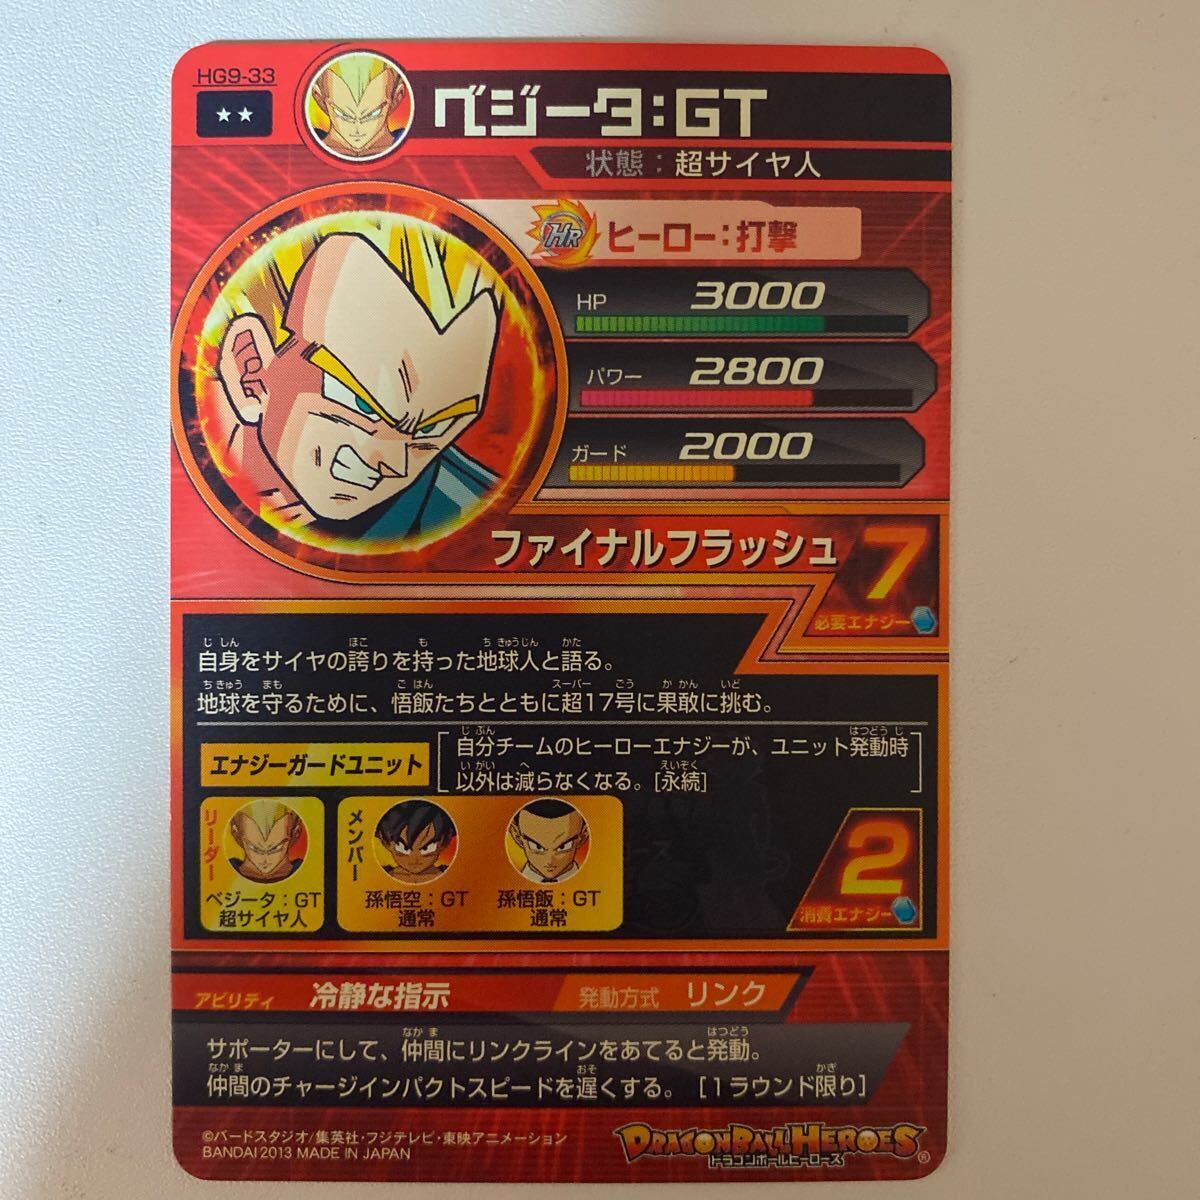 HG9-33
★★
ベジータ:GT
状態：超サイヤ人
HR
ヒーロー:打撃
HP 3000
パワー 2800
ガード 2000
ファイナルフラッシュ
7
必要エナジー
じしん ほこ も ちきゅうじん かた
自身をサイヤの誇りを持った地球人と語る。
ちきゅう まも ごはん スーパー ごう かかん いど
地球を守るために、悟飯たちとともに超17号に果敢に挑む。
エナジーガードユニット
じぶん はつどうじ
自分チームのヒーローエナジーが、ユニット発動時
いがい へ えいぞく
以外は減らなくなる。[永続]
リーダー
ベジータ：GT
超サイヤ人
メンバー
孫悟空：GT
通常
孫悟飯：GT
通常
2
消費エナジー
アビリティ 冷静な指示
発動方式 リンク
なかま はつどう
サポーターにして、仲間にリンクラインをあてると発動。
なかま おそ かぎ
仲間のチャージインパクトスピードを遅くする。［1ラウンド限り］
©バードスタジオ/集英社・フジテレビ・東映アニメーション
BANDAI 2013 MADE IN JAPAN
DRAGONBALL HEROES
ドラゴンボールヒーローズ
®